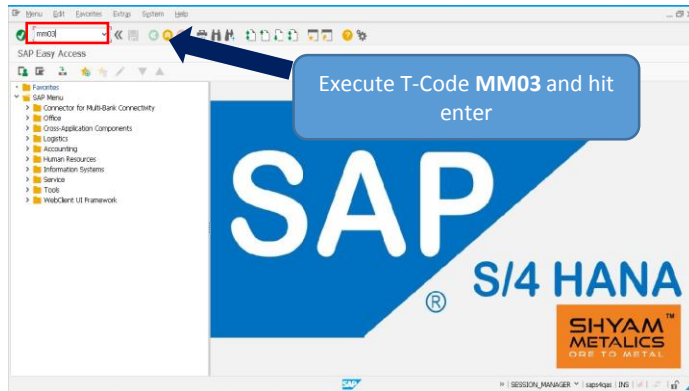 Menu Edit Favorites Extras System Help
mm03
SAP Easy Access
Execute T-Code MM03 and hit
enter
Favorites
SAP Menu
Connector for Multi-Bank Connectivity
Office
Cross-Application Components
Logistics
Accounting
Human Resources
Information Systems
Service
Tools
WebClient UI Framework
SAP
®
S/4 HANA
SHYAM™
METALICS
ORE TO METAL
SAP
SESSION_MANAGER
saps4qas
INS